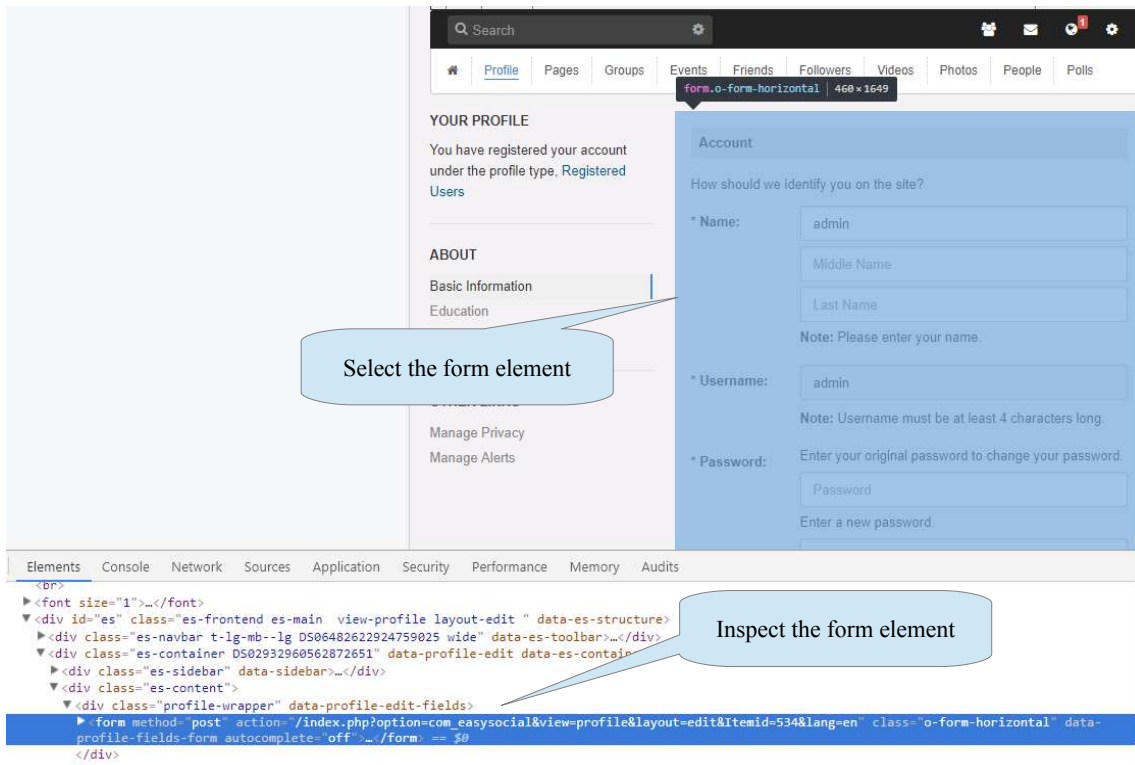 Search
1
Profile Pages Groups Events Friends Followers Videos Photos People Polls
form.o-form-horizontal | 460×1649
YOUR PROFILE
You have registered your account
under the profile type, Registered
Users
ABOUT
Basic Information
Education
Manage Privacy
Manage Alerts
Account
How should we identify you on the site?
* Name:
admin
Middle Name
Last Name
Note: Please enter your name.
* Username:
admin
Note: Username must be at least 4 characters long.
* Password:
Enter your original password to change your password.
Password
Enter a new password.
Select the form element
Elements Console Network Sources Application Security Performance Memory Audits
<br>
<font size="1">…</font>
<div id="es" class="es-frontend es-main view-profile layout-edit " data-es-structure>
<div class="es-navbar t-lg-mb--lg DS06482622924759025 wide" data-es-toolbar>…</div>
<div class="es-container DS02932960562872651" data-profile-edit data-es-contain
<div class="es-sidebar" data-sidebar>…</div>
<div class="es-content">
<div class="profile-wrapper" data-profile-edit-fields>
<form method="post" action="/index.php?option=com_easysocial&view=profile&layout=edit&Itemid=534&lang=en" class="o-form-horizontal" data-
profile-fields-form autocomplete="off">…</form> == $0
</div>
Inspect the form element